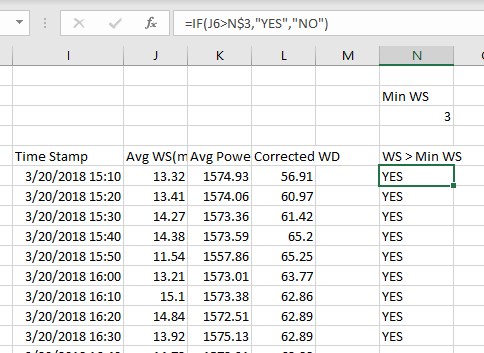 fx =IF(J6>N$3,"YES","NO")
I J K L M N
Min WS
3
Time Stamp Avg WS(m Avg Powe Corrected WD WS > Min WS
3/20/2018 15:10 13.32 1574.93 56.91 YES
3/20/2018 15:20 13.41 1574.06 60.97 YES
3/20/2018 15:30 14.27 1573.36 61.42 YES
3/20/2018 15:40 14.38 1573.59 65.2 YES
3/20/2018 15:50 11.54 1557.86 65.25 YES
3/20/2018 16:00 13.21 1573.01 63.77 YES
3/20/2018 16:10 15.1 1573.38 62.86 YES
3/20/2018 16:20 14.84 1572.51 62.89 YES
3/20/2018 16:30 13.92 1575.13 62.89 YES